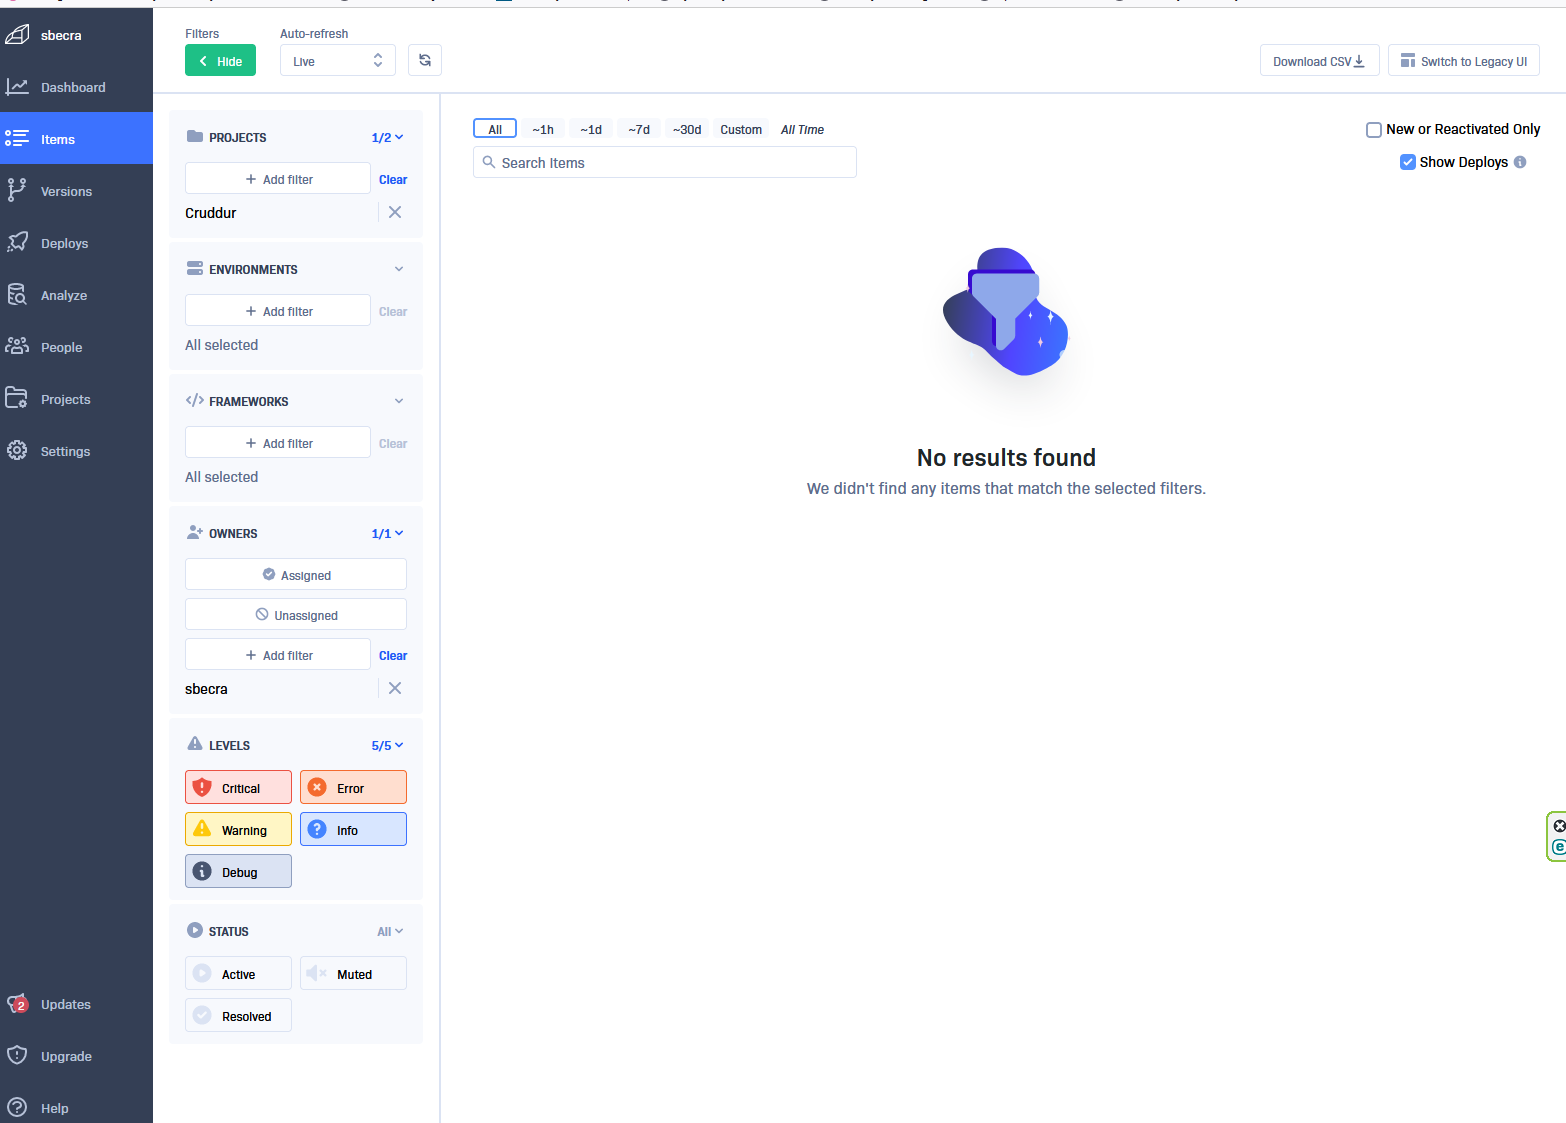 sbecra
Dashboard
Items
Versions
Deploys
Analyze
People
Projects
Settings
2
Updates
Upgrade
Help
Filters
Hide
Auto-refresh
Live
Download CSV
Switch to Legacy UI
PROJECTS
1/2
+ Add filter
Clear
Cruddur
ENVIRONMENTS
+ Add filter
Clear
All selected
FRAMEWORKS
+ Add filter
Clear
All selected
OWNERS
1/1
Assigned
Unassigned
+ Add filter
Clear
sbecra
LEVELS
5/5
Critical
Error
Warning
Info
Debug
STATUS
All
Active
Muted
Resolved
All
~1h
~1d
~7d
~30d
Custom
All Time
New or Reactivated Only
Search Items
Show Deploys
No results found
We didn't find any items that match the selected filters.